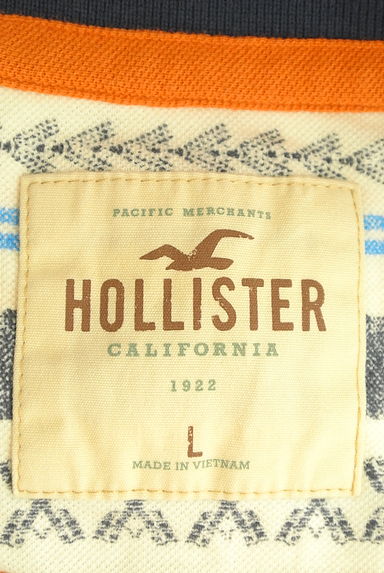 PACIFIC MERCHANTS
HOLLISTER
CALIFORNIA
1922
L
MADE IN VIETNAM